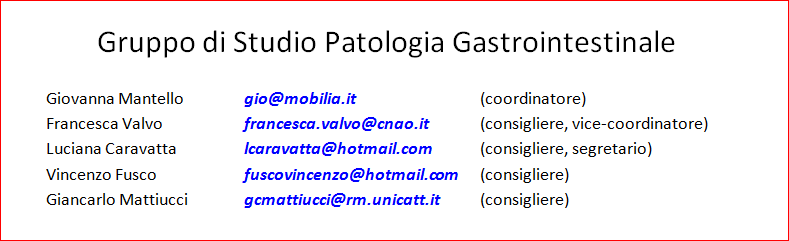 Gruppo di Studio Patologia Gastrointestinale
Giovanna Mantello gio@mobilia.it (coordinatore)
Francesca Valvo francesca.valvo@cnao.it (consigliere, vice-coordinatore)
Luciana Caravatta lcaravatta@hotmail.com (consigliere, segretario)
Vincenzo Fusco fuscovincenzo@hotmail.com (consigliere)
Giancarlo Mattiucci gcmattiucci@rm.unicatt.it (consigliere)